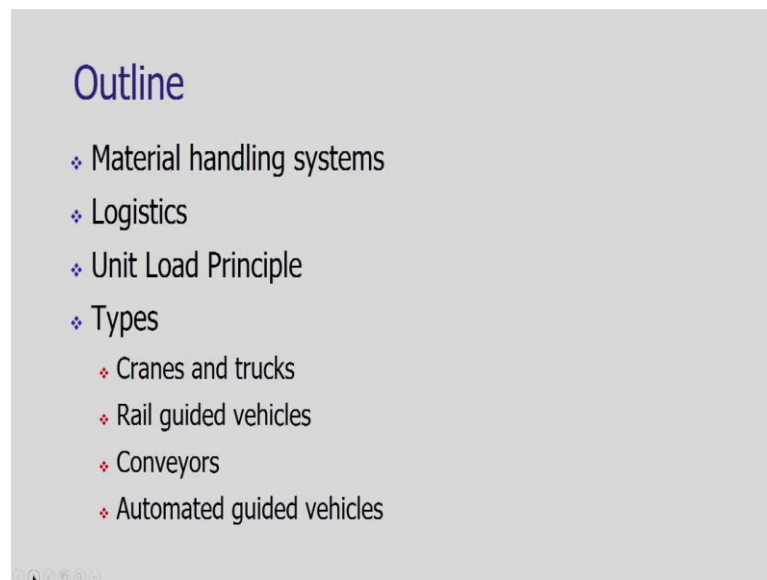 Outline
Material handling systems
Logistics
Unit Load Principle
Types
Cranes and trucks
Rail guided vehicles
Conveyors
Automated guided vehicles